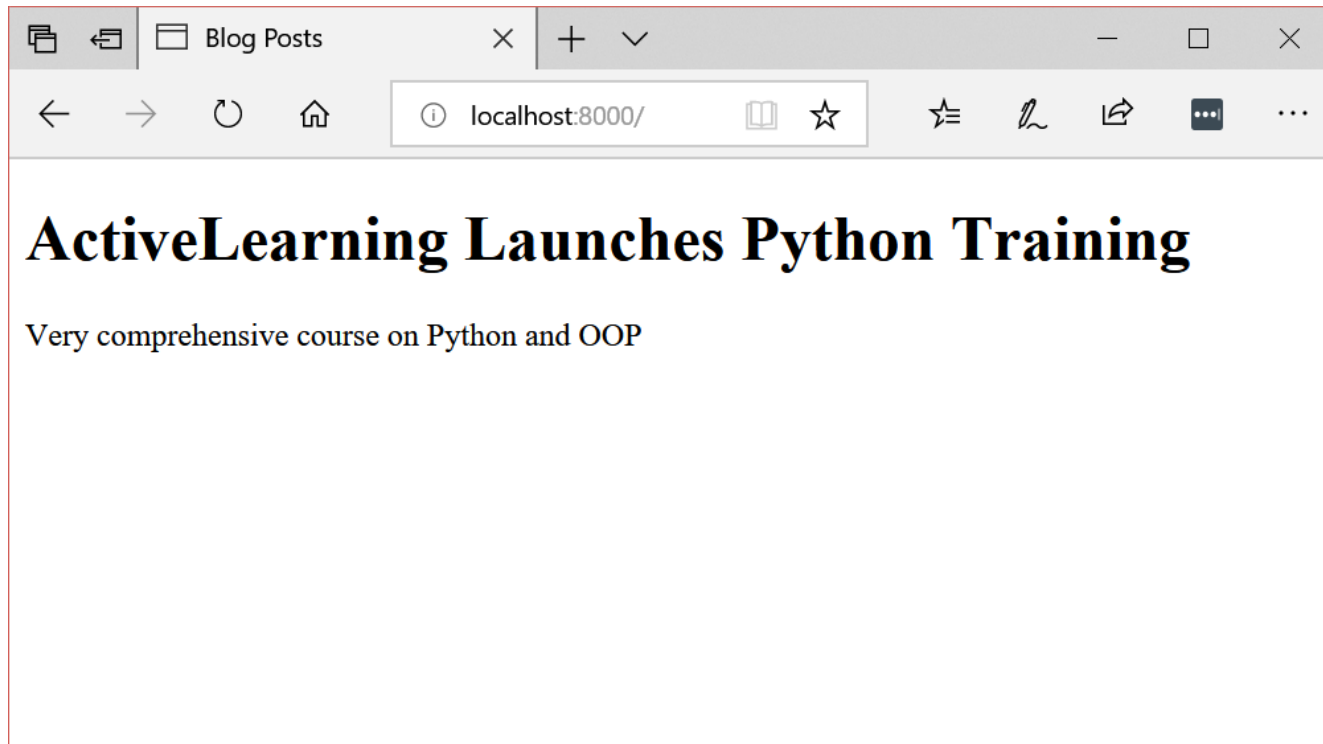 Blog Posts
localhost:8000/
ActiveLearning Launches Python Training
Very comprehensive course on Python and OOP